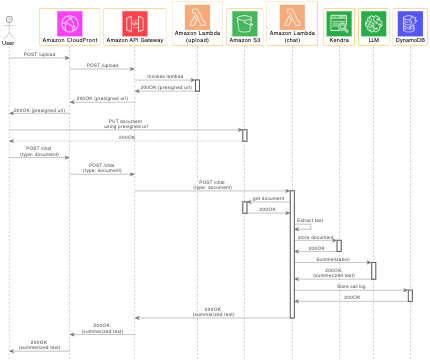 User
Amazon CloudFront
Amazon API Gateway
Amazon Lambda
(upload)
Amazon S3
Amazon Lambda
(chat)
Kendra
LLM
DynamoDB
POST /upload
POST /upload
Invoke lambda
200OK (presigned url)
200OK (presigned url)
200OK (presigned url)
PUT document
using presigned url
200OK
POST /chat
(type: document)
POST /chat
(type: document)
POST /chat
(type: document)
get document
200OK
Extract text
store document
200OK
Summerization
200OK
(summarized text)
Store call log
200OK
200OK
(summarized text)
200OK
(summarized text)
200OK
(summarized text)